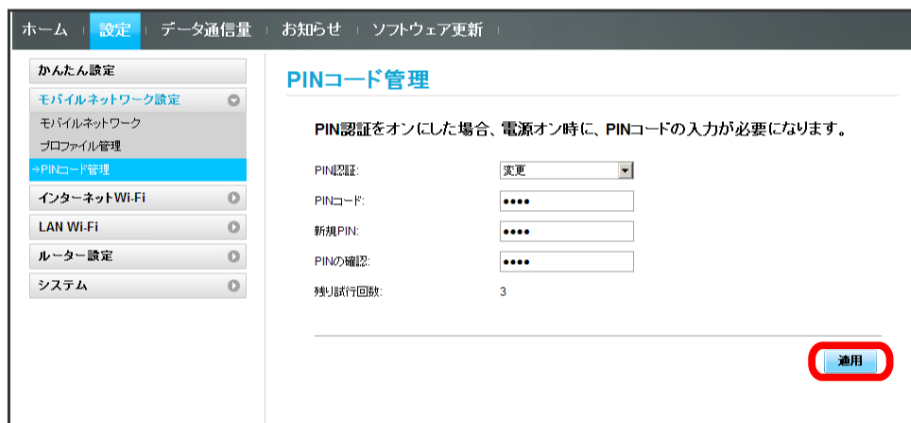 ホーム 設定 データ通信量 お知らせ ソフトウェア更新
かんたん設定
モバイルネットワーク設定
モバイルネットワーク
プロファイル管理
→PINコード管理
インターネットWi-Fi
LAN Wi-Fi
ルーター設定
システム
PINコード管理
PIN認証をオンにした場合、電源オン時に、PINコードの入力が必要になります。
PIN認証: 変更
PINコード: ●●●●
新規PIN: ●●●●
PINの確認: ●●●●
残り試行回数: 3
適用